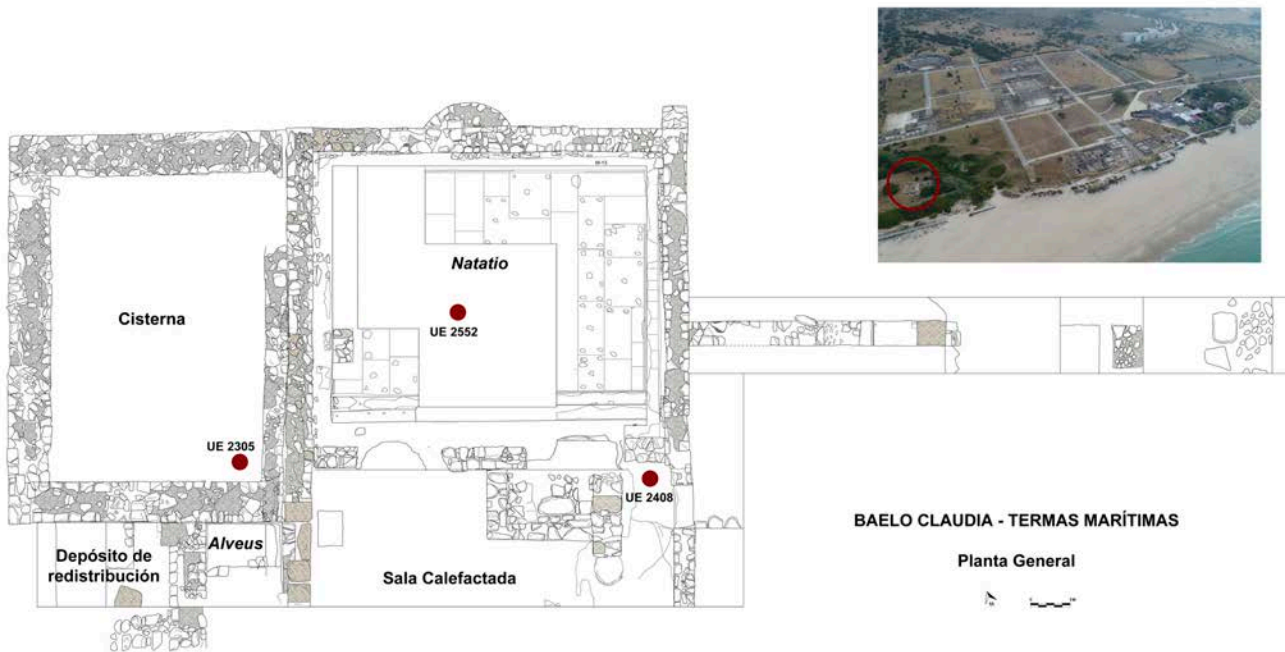 Natatio
Cisterna
UE 2552
UE 2305
UE 2408
Depósito de
redistribución
Alveus
Sala Calefactada
BAELO CLAUDIA - TERMAS MARÍTIMAS
Planta General